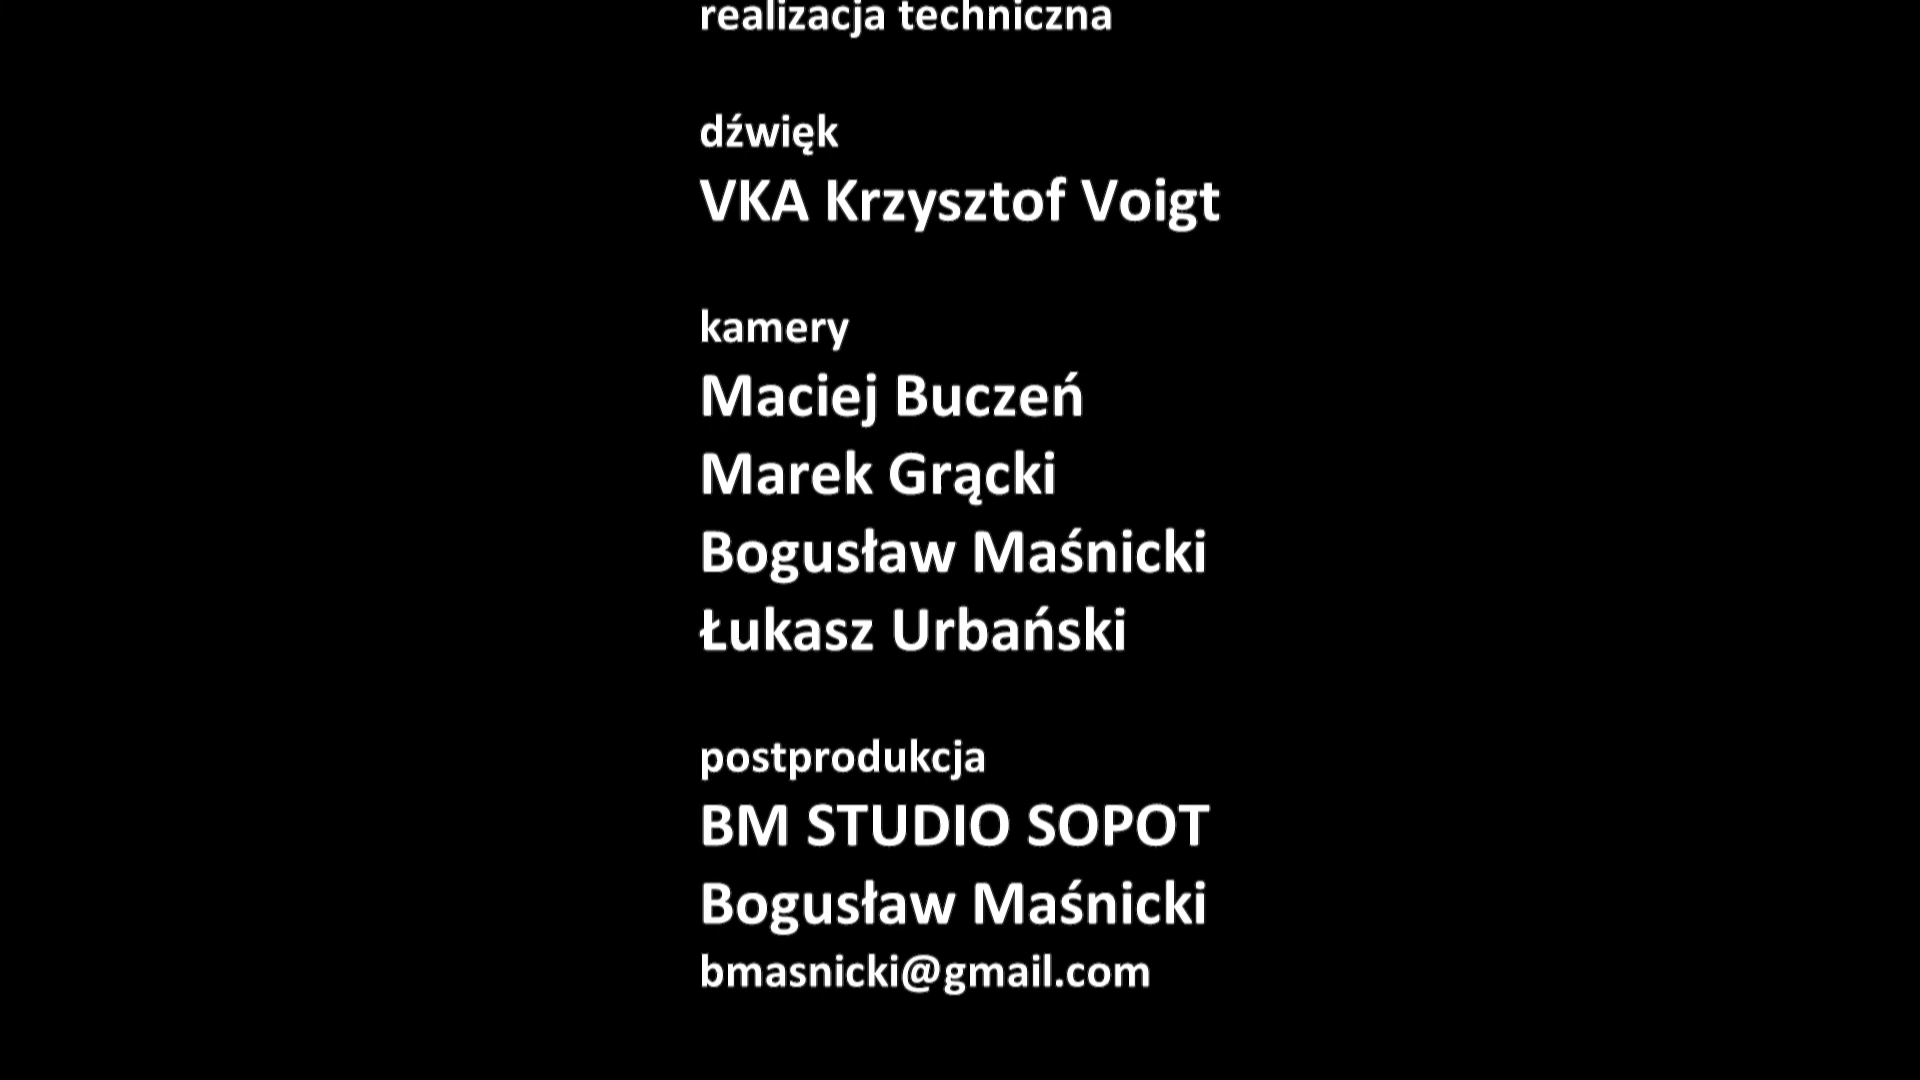 realizacja techniczna
dźwięk
VKA Krzysztof Voigt
kamery
Maciej Buczeń
Marek Grącki
Bogusław Maśnicki
Łukasz Urbański
postprodukcja
BM STUDIO SOPOT
Bogusław Maśnicki
bmasnicki@gmail.com